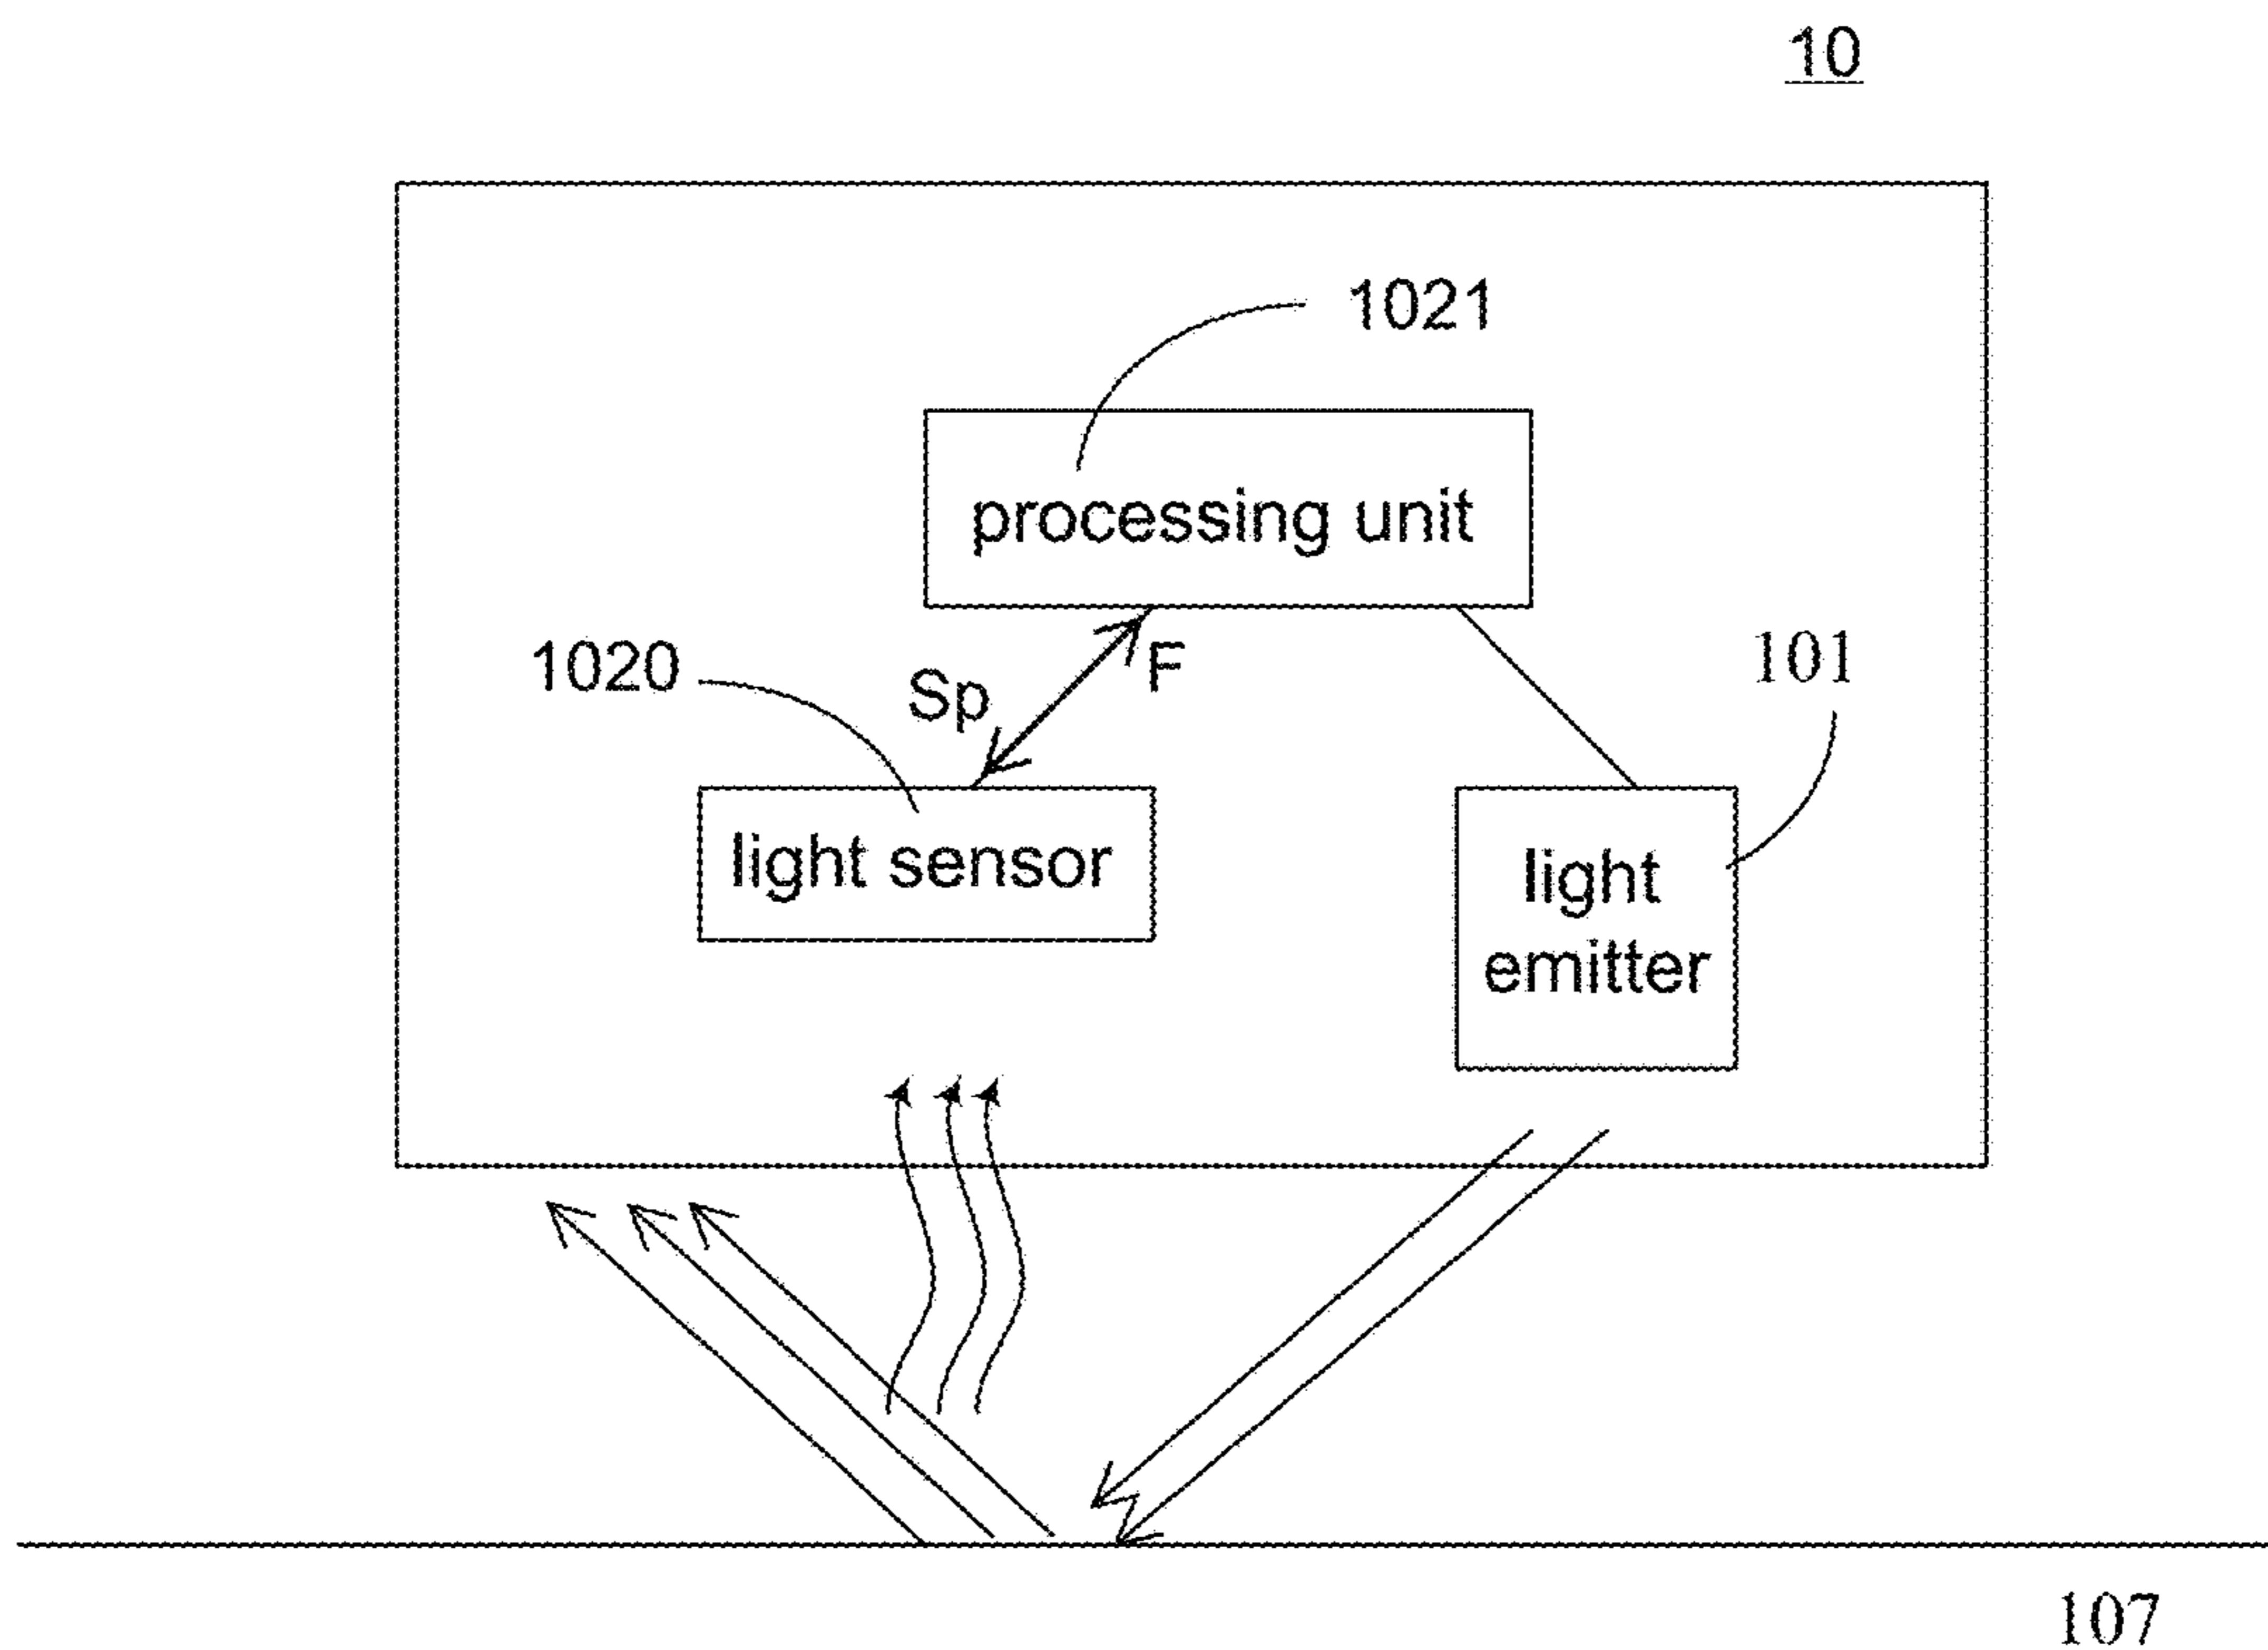 10
1021
processing unit
1020
Sp
F
101
light sensor
light
emitter
107